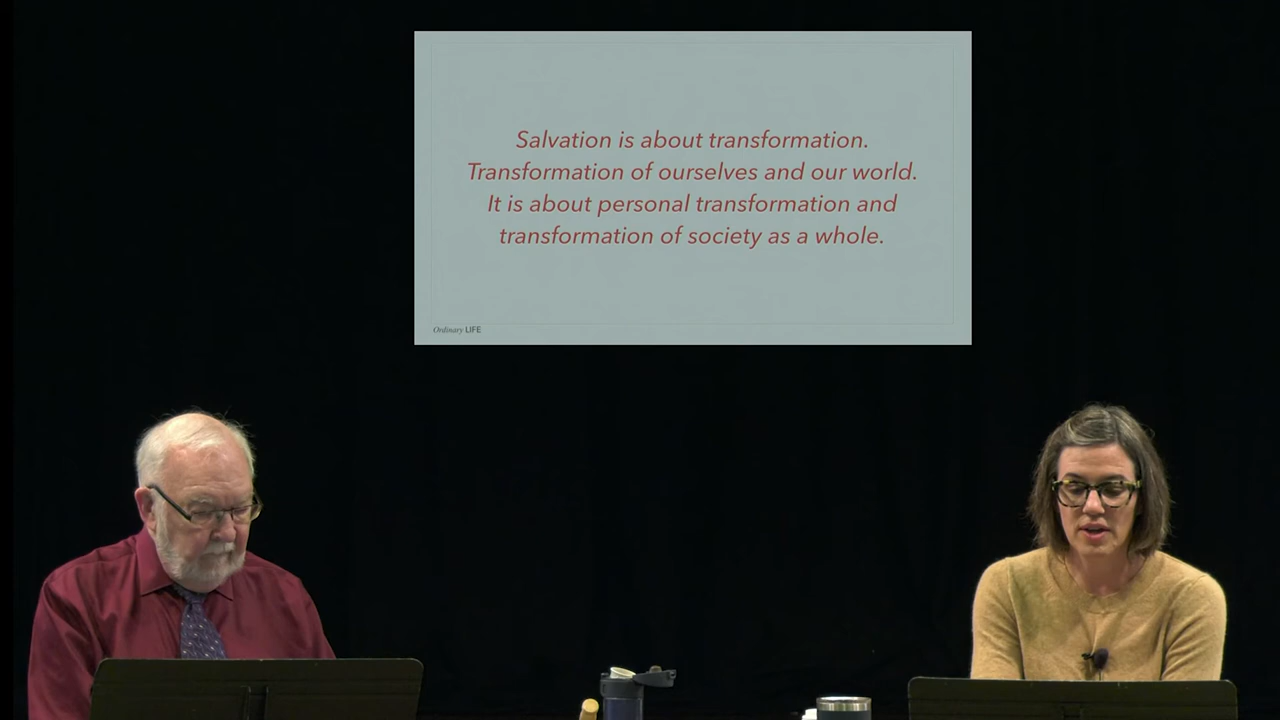 Salvation is about transformation.
Transformation of ourselves and our world.
It is about personal transformation and
transformation of society as a whole.
Ordinary LIFE